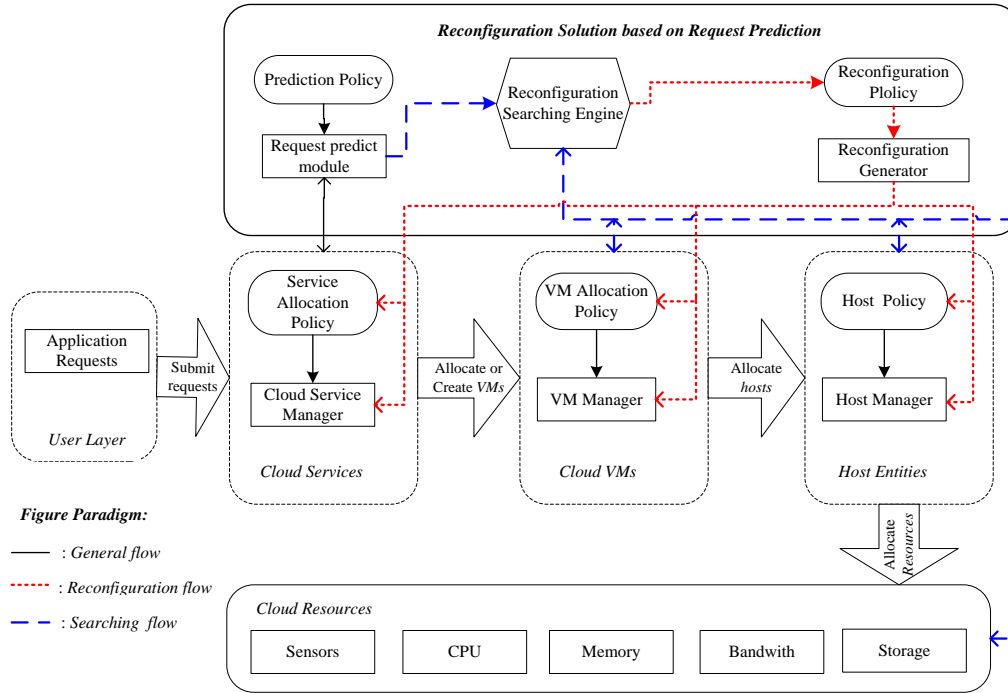 Reconfiguration Solution based on Request Prediction
Prediction Policy
Request predict
module
Reconfiguration
Searching Engine
Reconfiguration
Plolicy
Reconfiguration
Generator
Application
Requests
User Layer
Submit
requests
Service
Allocation
Policy
Cloud Service
Manager
Cloud Services
Allocate or
Create VMs
VM Allocation
Policy
VM Manager
Cloud VMs
Allocate
hosts
Host Policy
Host Manager
Host Entities
Allocate
Resources
Figure Paradigm:
: General flow
: Reconfiguration flow
: Searching flow
Cloud Resources
Sensors
CPU
Memory
Bandwith
Storage